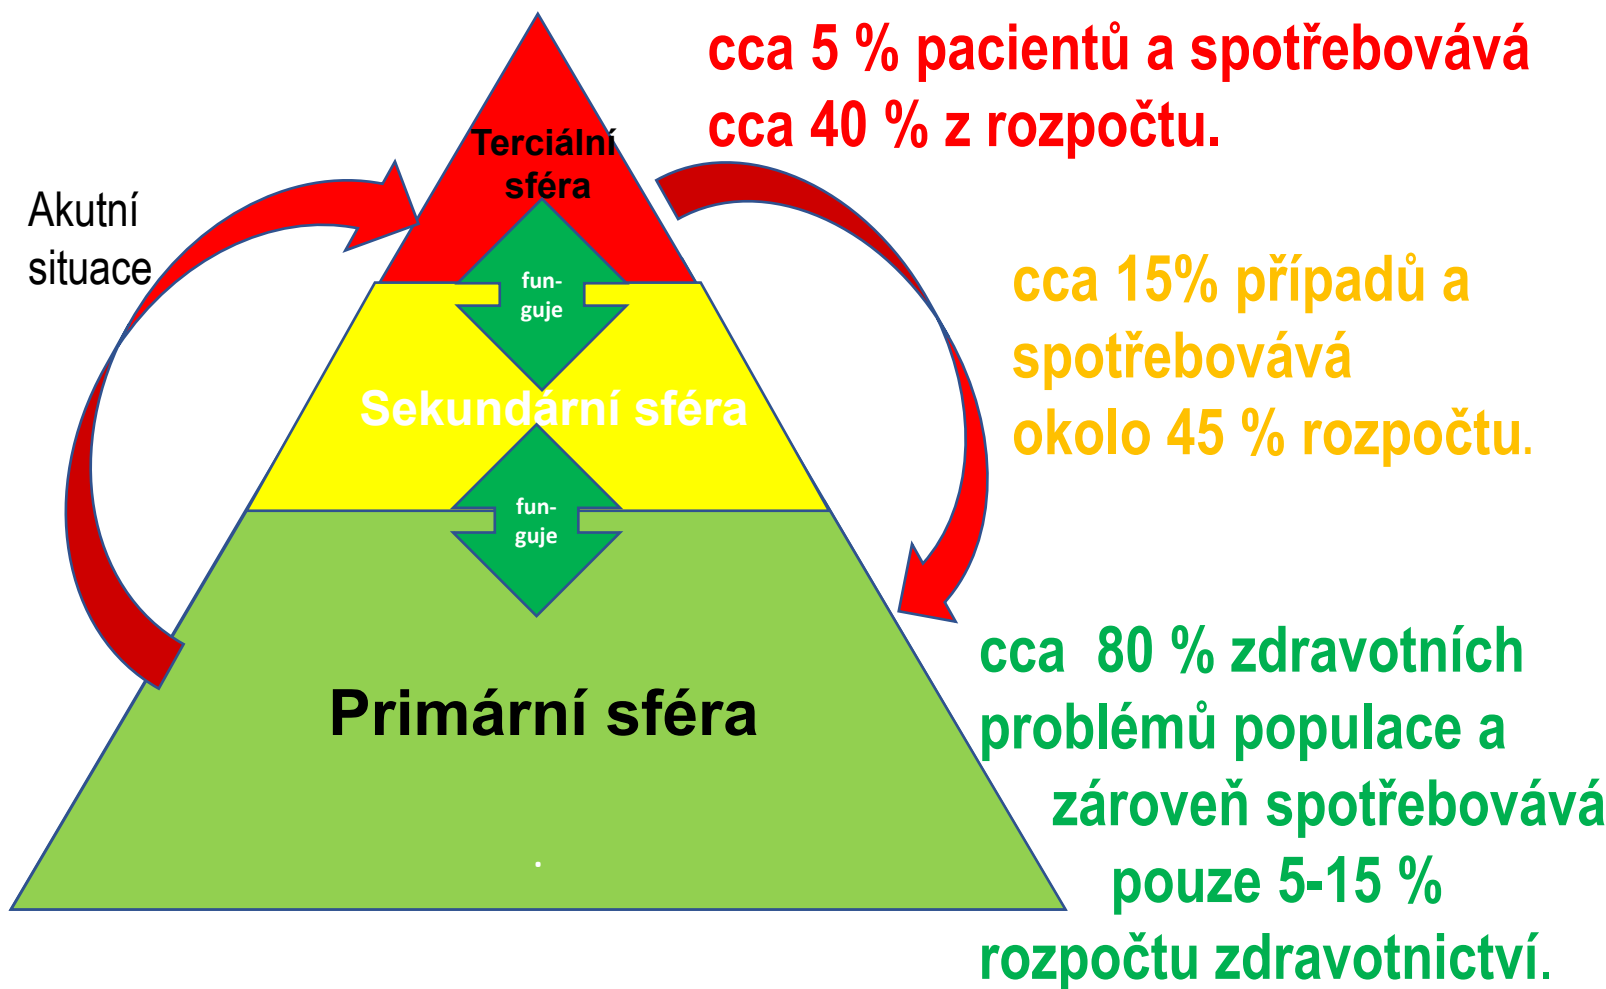 cca 5 % pacientů a spotřebovává
cca 40 % z rozpočtu.
Terciální
sféra
Akutní
situace
fun-
guje
cca 15% případů a
spotřebovává
okolo 45 % rozpočtu.
Sekundární sféra
fun-
guje
cca  80 % zdravotních
problémů populace a
zároveň spotřebovává
pouze 5-15 %
rozpočtu zdravotnictví.
Primární sféra
.